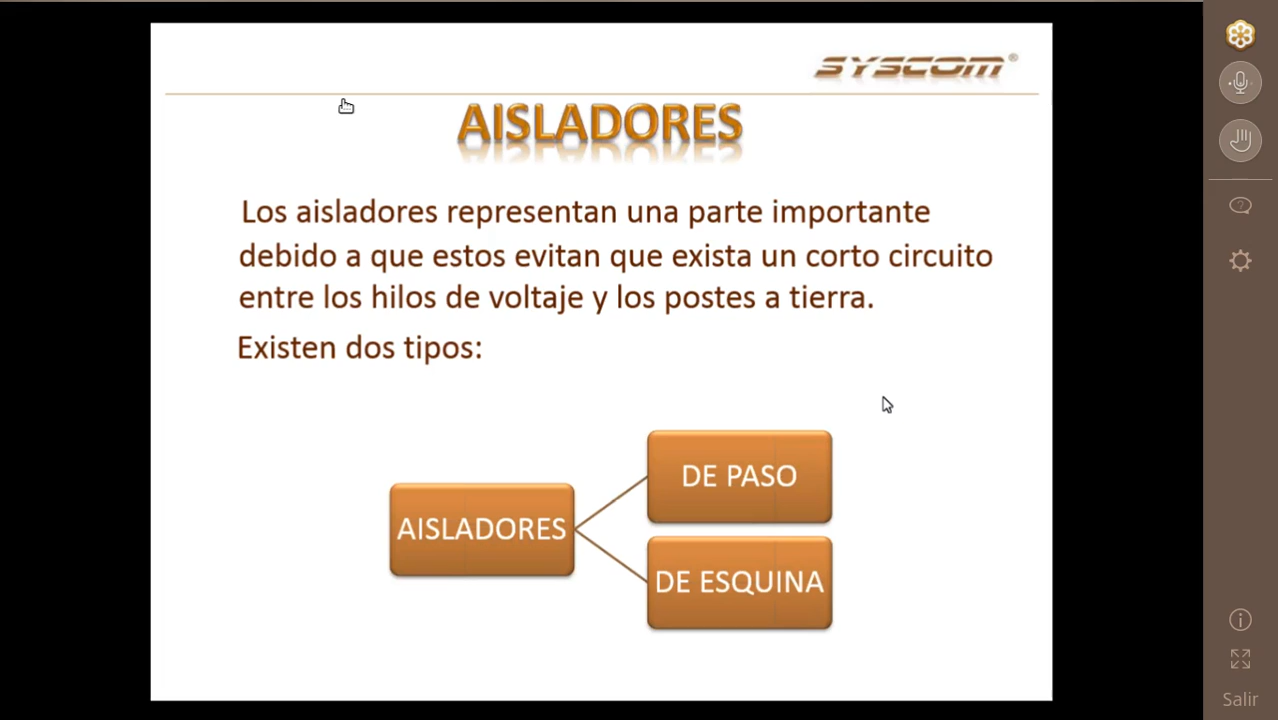 SYSCOM®
AISLADORES
Los aisladores representan una parte importante
debido a que estos evitan que exista un corto circuito
entre los hilos de voltaje y los postes a tierra.
Existen dos tipos:
DE PASO
AISLADORES
DE ESQUINA
Salir